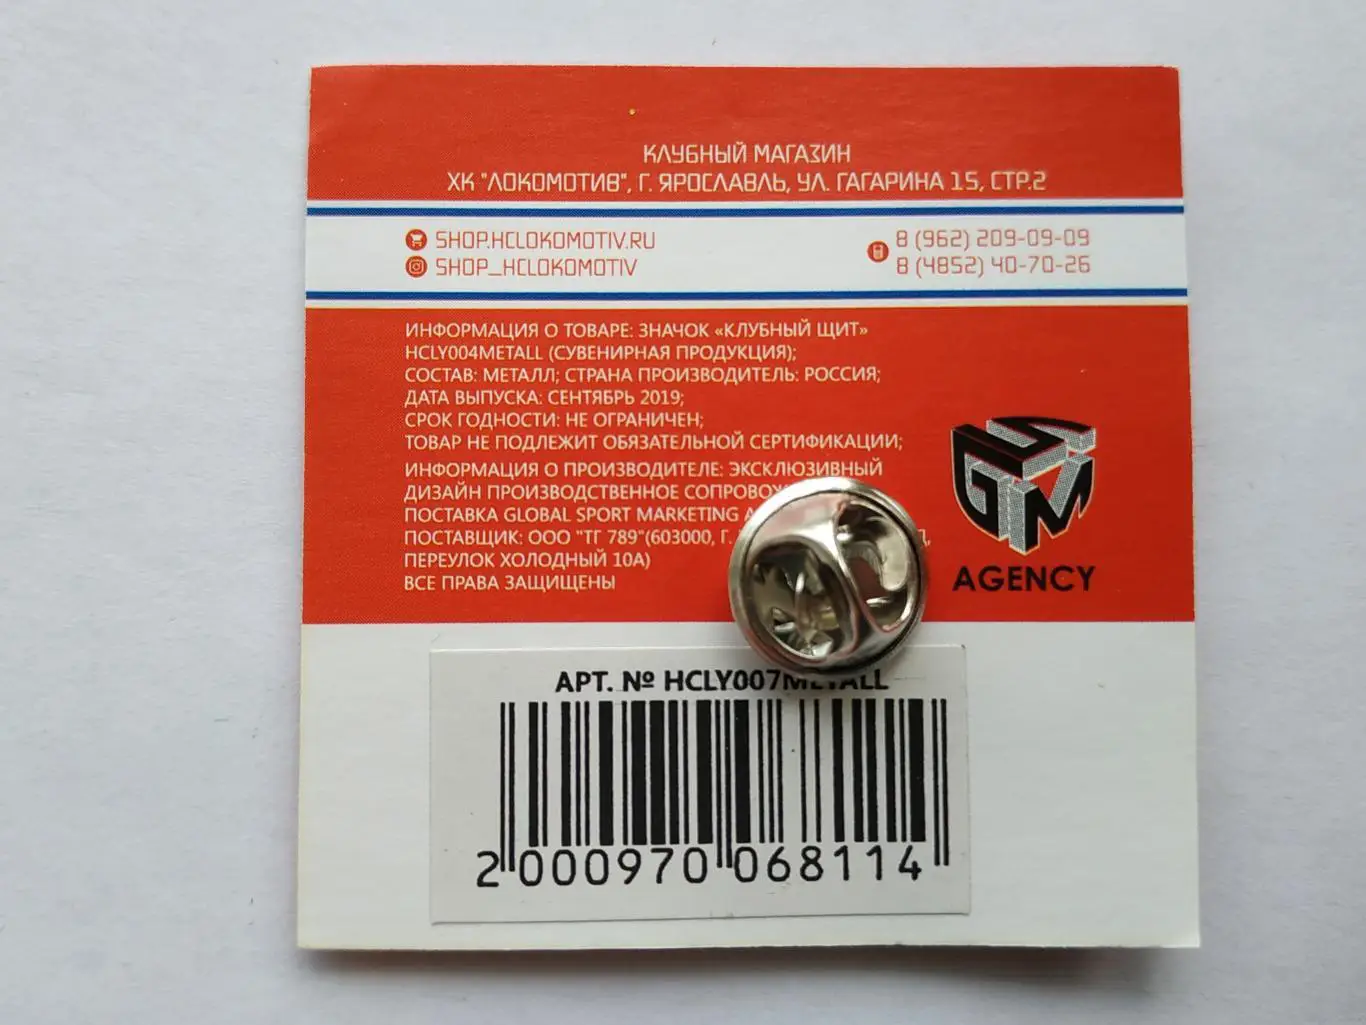 КЛУБНЫЙ МАГАЗИН
ХК "ЛОКОМОТИВ", Г. ЯРОСЛАВЛЬ, УЛ. ГАГАРИНА 15, СТР.2
SHOP.HCLOKOMOTIV.RU
SHOP_HCLOKOMOTIV
8 (962) 209-09-09
8 (4852) 40-70-26
ИНФОРМАЦИЯ О ТОВАРЕ: ЗНАЧОК «КЛУБНЫЙ ЩИТ»
HCLY004METALL (СУВЕНИРНАЯ ПРОДУКЦИЯ);
СОСТАВ: МЕТАЛЛ; СТРАНА ПРОИЗВОДИТЕЛЬ: РОССИЯ;
ДАТА ВЫПУСКА: СЕНТЯБРЬ 2019;
СРОК ГОДНОСТИ: НЕ ОГРАНИЧЕН;
ТОВАР НЕ ПОДЛЕЖИТ ОБЯЗАТЕЛЬНОЙ СЕРТИФИКАЦИИ;
ИНФОРМАЦИЯ О ПРОИЗВОДИТЕЛЕ: ЭКСКЛЮЗИВНЫЙ
ДИЗАЙН ПРОИЗВОДСТВЕННОЕ
ПОСТАВКА GLOBAL SPORT MARKETING
ПОСТАВЩИК: ООО "ТГ 789"(603000, Г.
ПЕРЕУЛОК ХОЛОДНЫЙ 10А)
ВСЕ ПРАВА ЗАЩИЩЕНЫ
GSM
AGENCY
АРТ. № HCLY007METALL
2 000970 068114